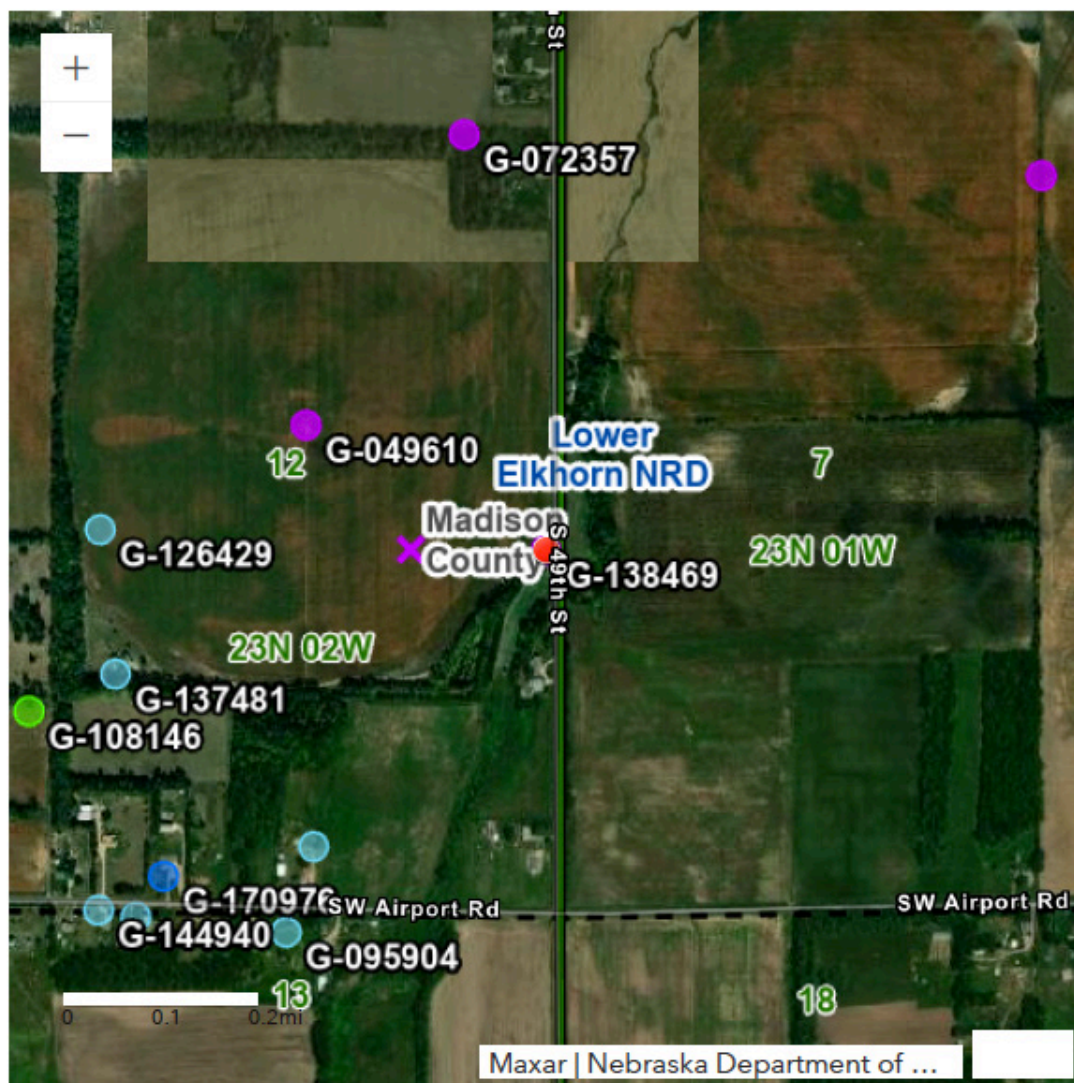 +
St
−
G-072357
G-049610
12
Lower
Elkhorn NRD
7
Madison
County
G-126429
S 49th St
G-138469
23N 01W
23N 02W
G-137481
G-108146
G-170976
SW Airport Rd
SW Airport Rd
G-144940
G-095904
13
18
0 0.1 0.2mi
Maxar | Nebraska Department of ...